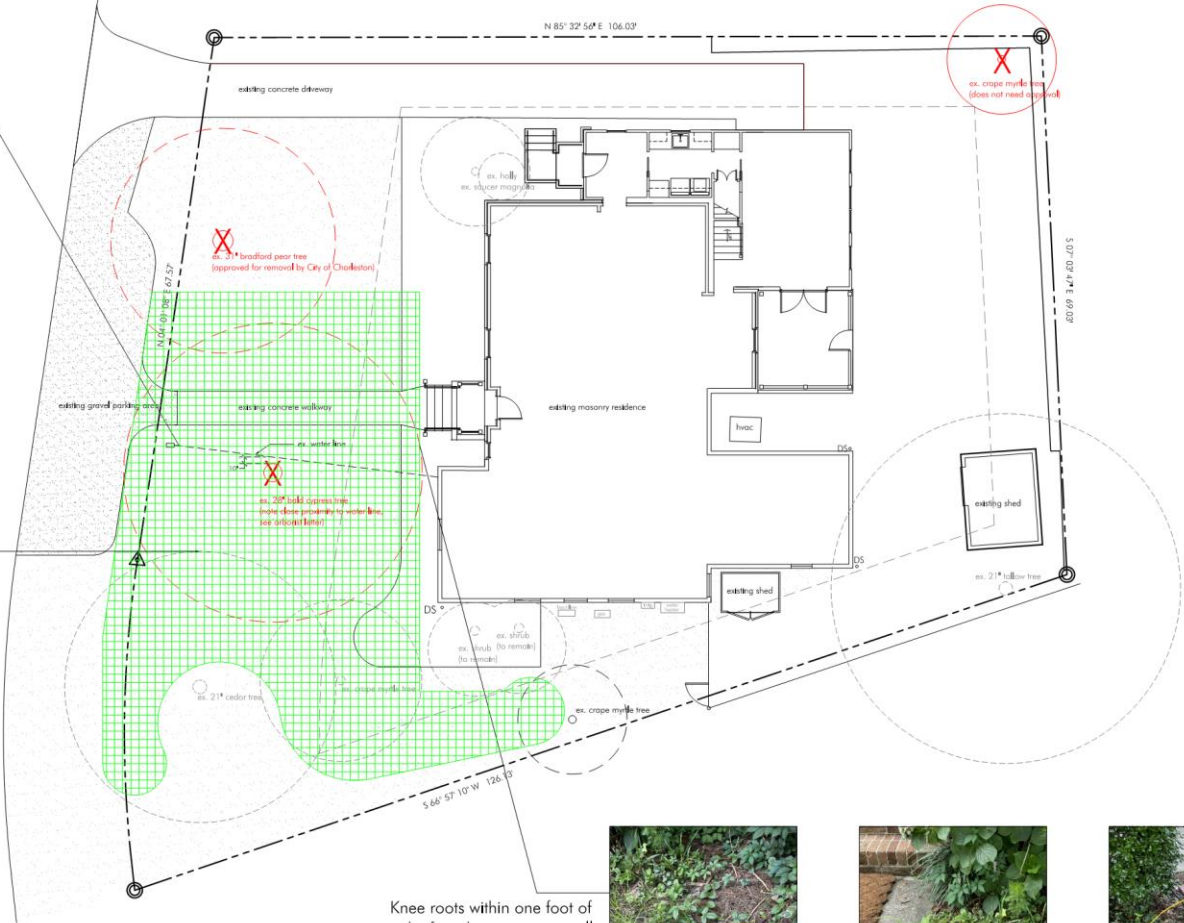 N 85° 32' 56" E 106.03'
existing concrete driveway
ex. crape myrtle tree
(does not need approval)
ex. holly
ex. saucer magnolia
ex. 31" bradford pear tree
(approved for removal by City of Charleston)
N 04° 01' 08" E 67.57'
S 07° 03' 47" E 69.03'
existing gravel parking area
existing concrete walkway
existing masonry residence
hvac
DS
ex. water line
10"
ex. 28" bald cypress tree
(note close proximity to water line,
see arborist letter)
existing shed
DS
ex. 21" tallow tree
existing shed
DS
ex. shrub
(to remain)
ex. shrub
(to remain)
ex. 21" cedar tree
ex. crape myrtle tree
ex. crape myrtle tree
S 66° 57' 10" W 126.13'
Knee roots within one foot of